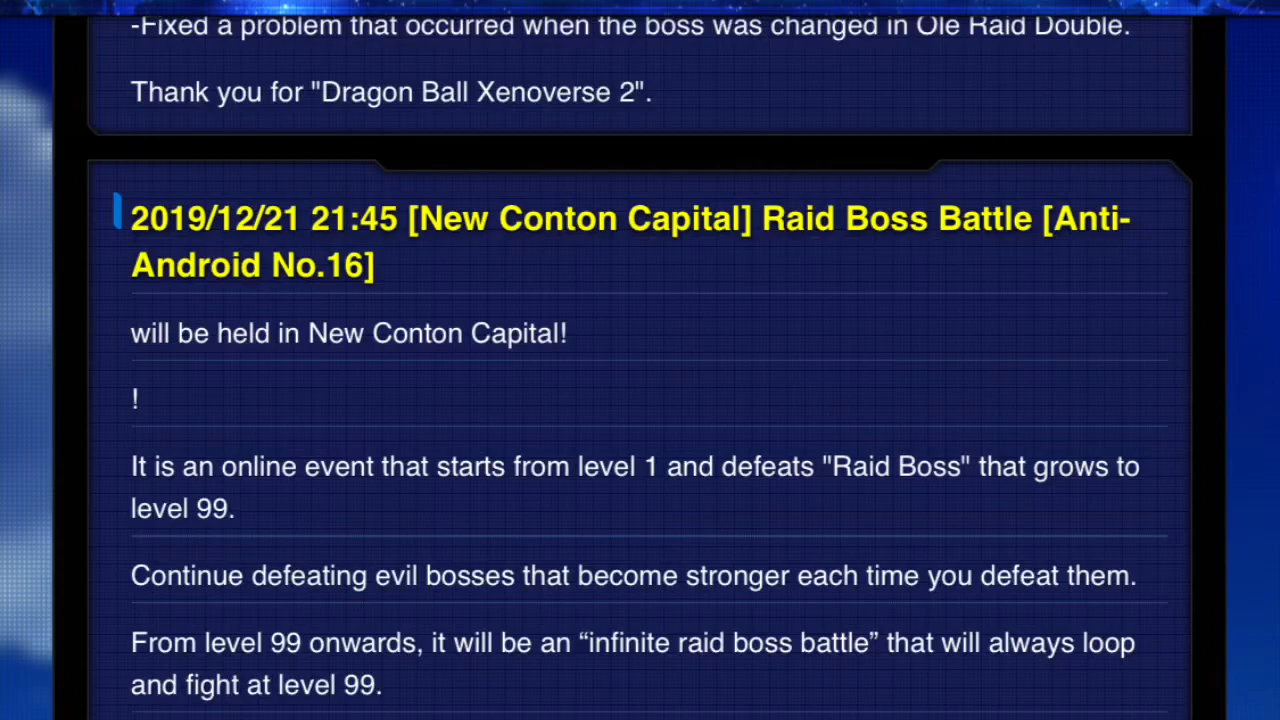 -Fixed a problem that occurred when the boss was changed in Ole Raid Double.
Thank you for "Dragon Ball Xenoverse 2".
2019/12/21 21:45 [New Conton Capital] Raid Boss Battle [Anti-
Android No.16]
will be held in New Conton Capital!
!
It is an online event that starts from level 1 and defeats "Raid Boss" that grows to
level 99.
Continue defeating evil bosses that become stronger each time you defeat them.
From level 99 onwards, it will be an “infinite raid boss battle” that will always loop
and fight at level 99.